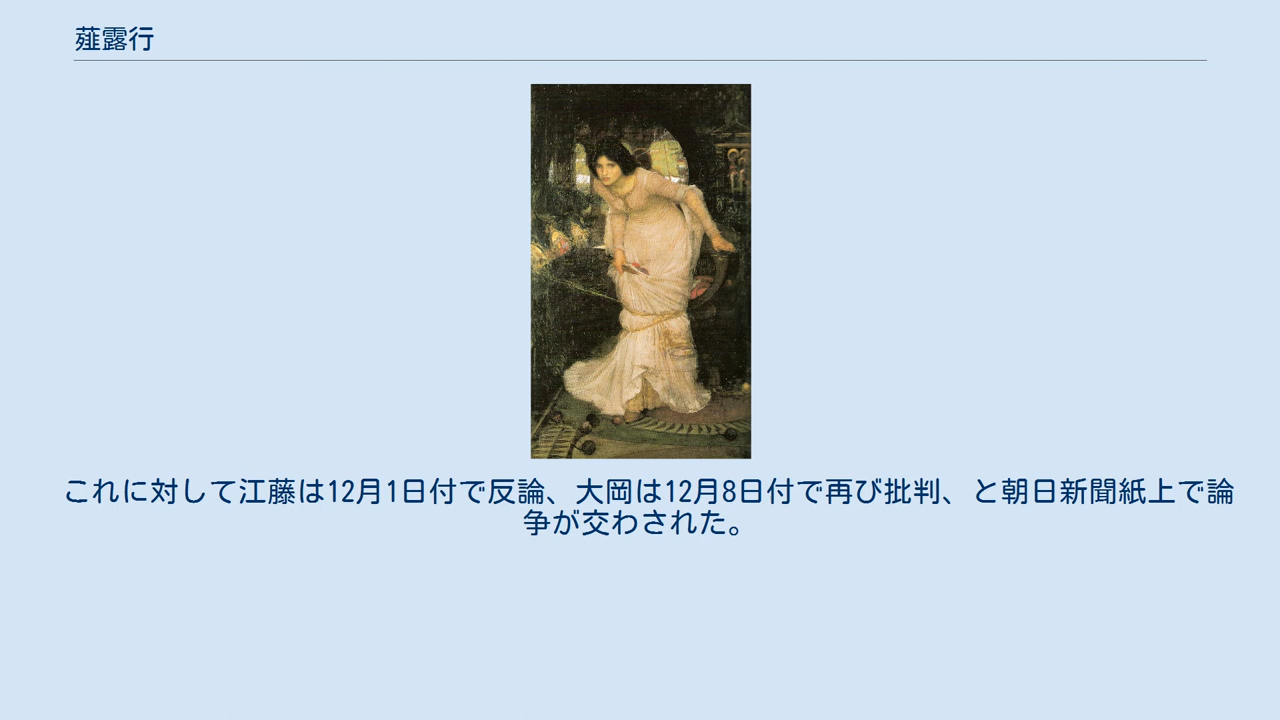 薤露行
これに対して江藤は12月1日付で反論、大岡は12月8日付で再び批判、と朝日新聞紙上で論
争が交わされた。